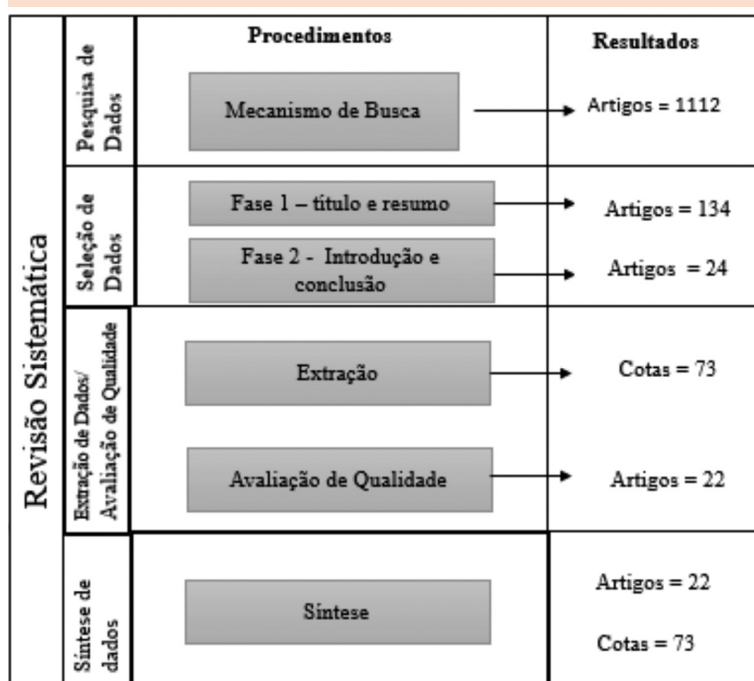 Procedimentos
Resultados
Revisão Sistemática
Pesquisa de
Dados
Mecanismo de Busca
Artigos = 1112
Seleção de
Dados
Fase 1 – titulo e resumo
Artigos = 134
Fase 2 - Introdução e
conclusão
Artigos = 24
Extração de Dados/
Avaliação de Qualidade
Extração
Cotas = 73
Avaliação de Qualidade
Artigos = 22
Síntese de
dados
Síntese
Artigos = 22
Cotas = 73